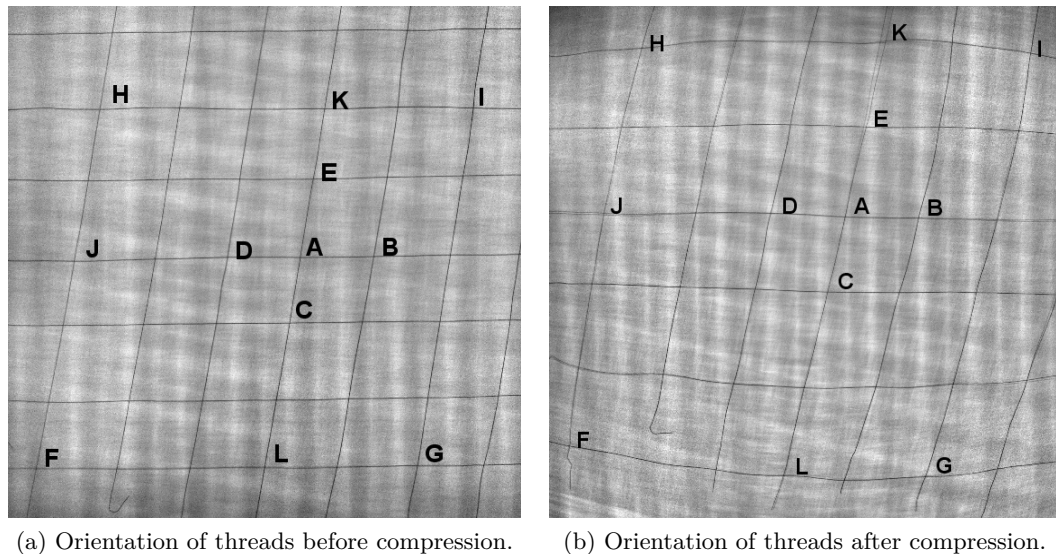 H
K
I
E
J
D
A
B
C
F
L
G
K
H
I
E
J
D
A
B
C
F
L
G
(a) Orientation of threads before compression.
(b) Orientation of threads after compression.